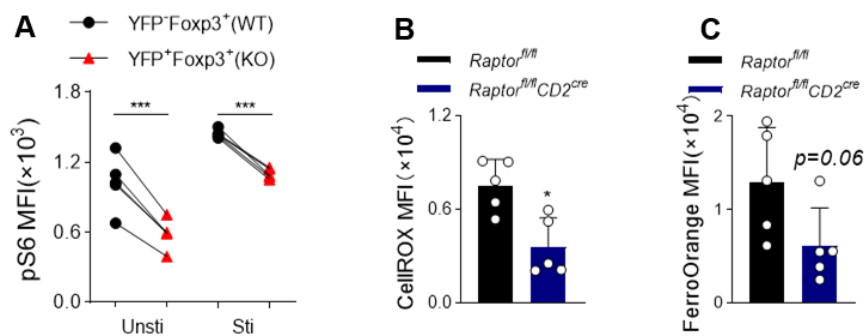 A
YFP⁻Foxp3⁺(WT)
YFP⁺Foxp3⁺(KO)
pS6 MFI(×10³)
1.8
1.2
0.6
0.0
***
***
Unsti
Sti
B
Raptorfl/fl
Raptorfl/flCD2cre
CellROX MFI (×10⁴)
1.2
0.6
0
*
C
Raptorfl/fl
Raptorfl/flCD2cre
FerroOrange MFI(×10⁴)
2
1
0
p=0.06